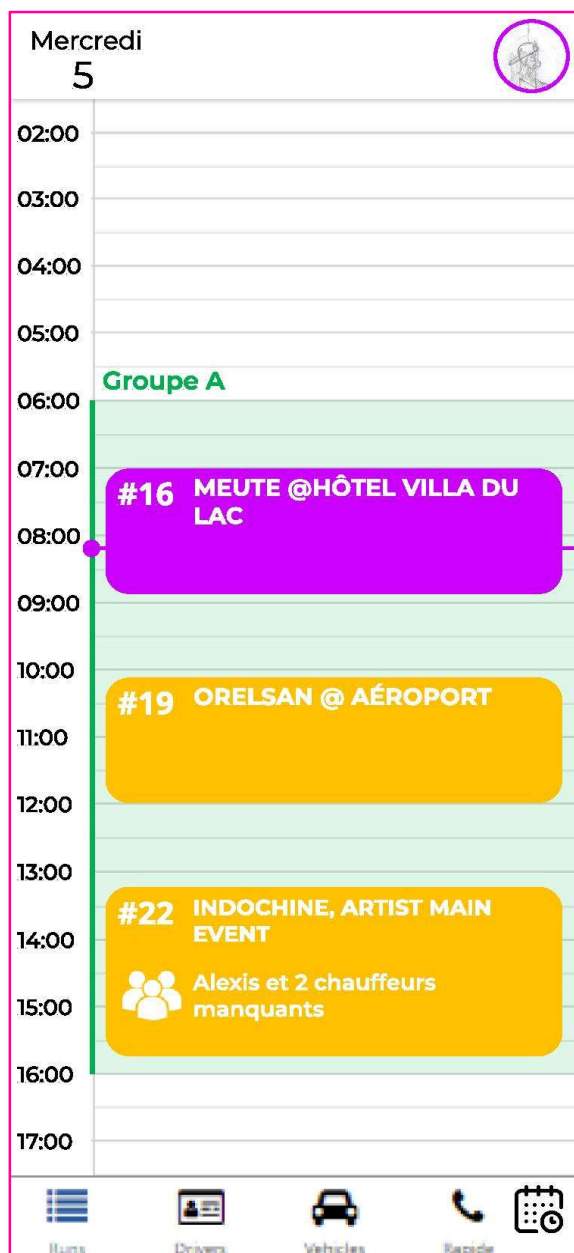 Mercredi
5
02:00
03:00
04:00
05:00
Groupe A
06:00
07:00
#16 MEUTE @HÔTEL VILLA DU
LAC
08:00
09:00
10:00
#19 ORELSAN @ AÉROPORT
11:00
12:00
13:00
#22 INDOCHINE, ARTIST MAIN
EVENT
14:00
Alexis et 2 chauffeurs
manquants
15:00
16:00
17:00
Runs Drivers Vehicles Rapide